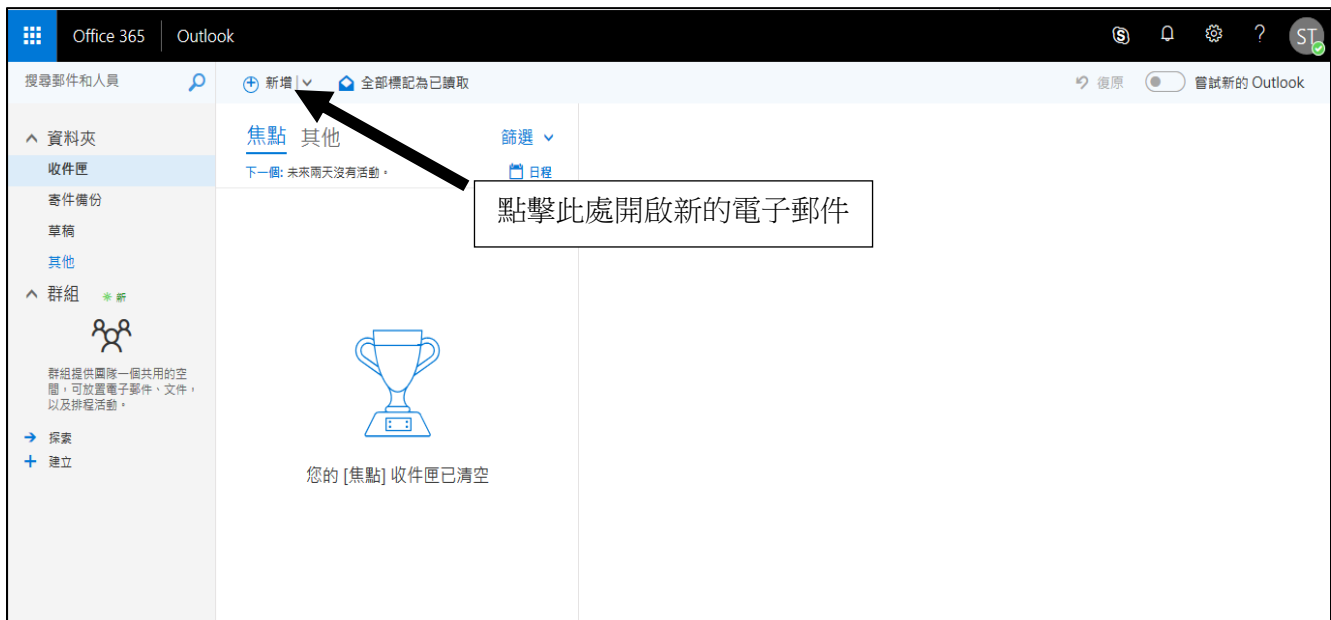 Office 365 Outlook
ST
搜尋郵件和人員
新增
全部標記為已讀取
復原
嘗試新的 Outlook
資料夾
收件匣
寄件備份
草稿
其他
群組 新
群組提供團隊一個共用的空
間，可放置電子郵件、文件，
以及排程活動。
探索
建立
焦點 其他
篩選
下一個: 未來兩天沒有活動。
日程
點擊此處開啟新的電子郵件
您的 [焦點] 收件匣已清空